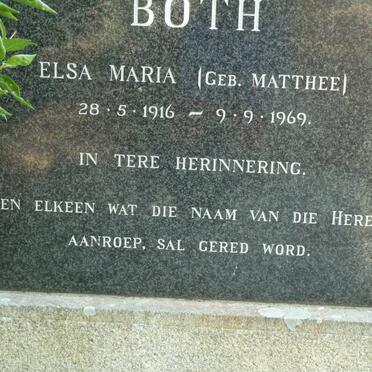 BOTH
ELSA MARIA (GEB. MATTHEE)
28·5·1916 – 9·9·1969.
IN TERE HERINNERING.
EN ELKEEN WAT DIE NAAM VAN DIE HERE
AANROEP, SAL GERED WORD.